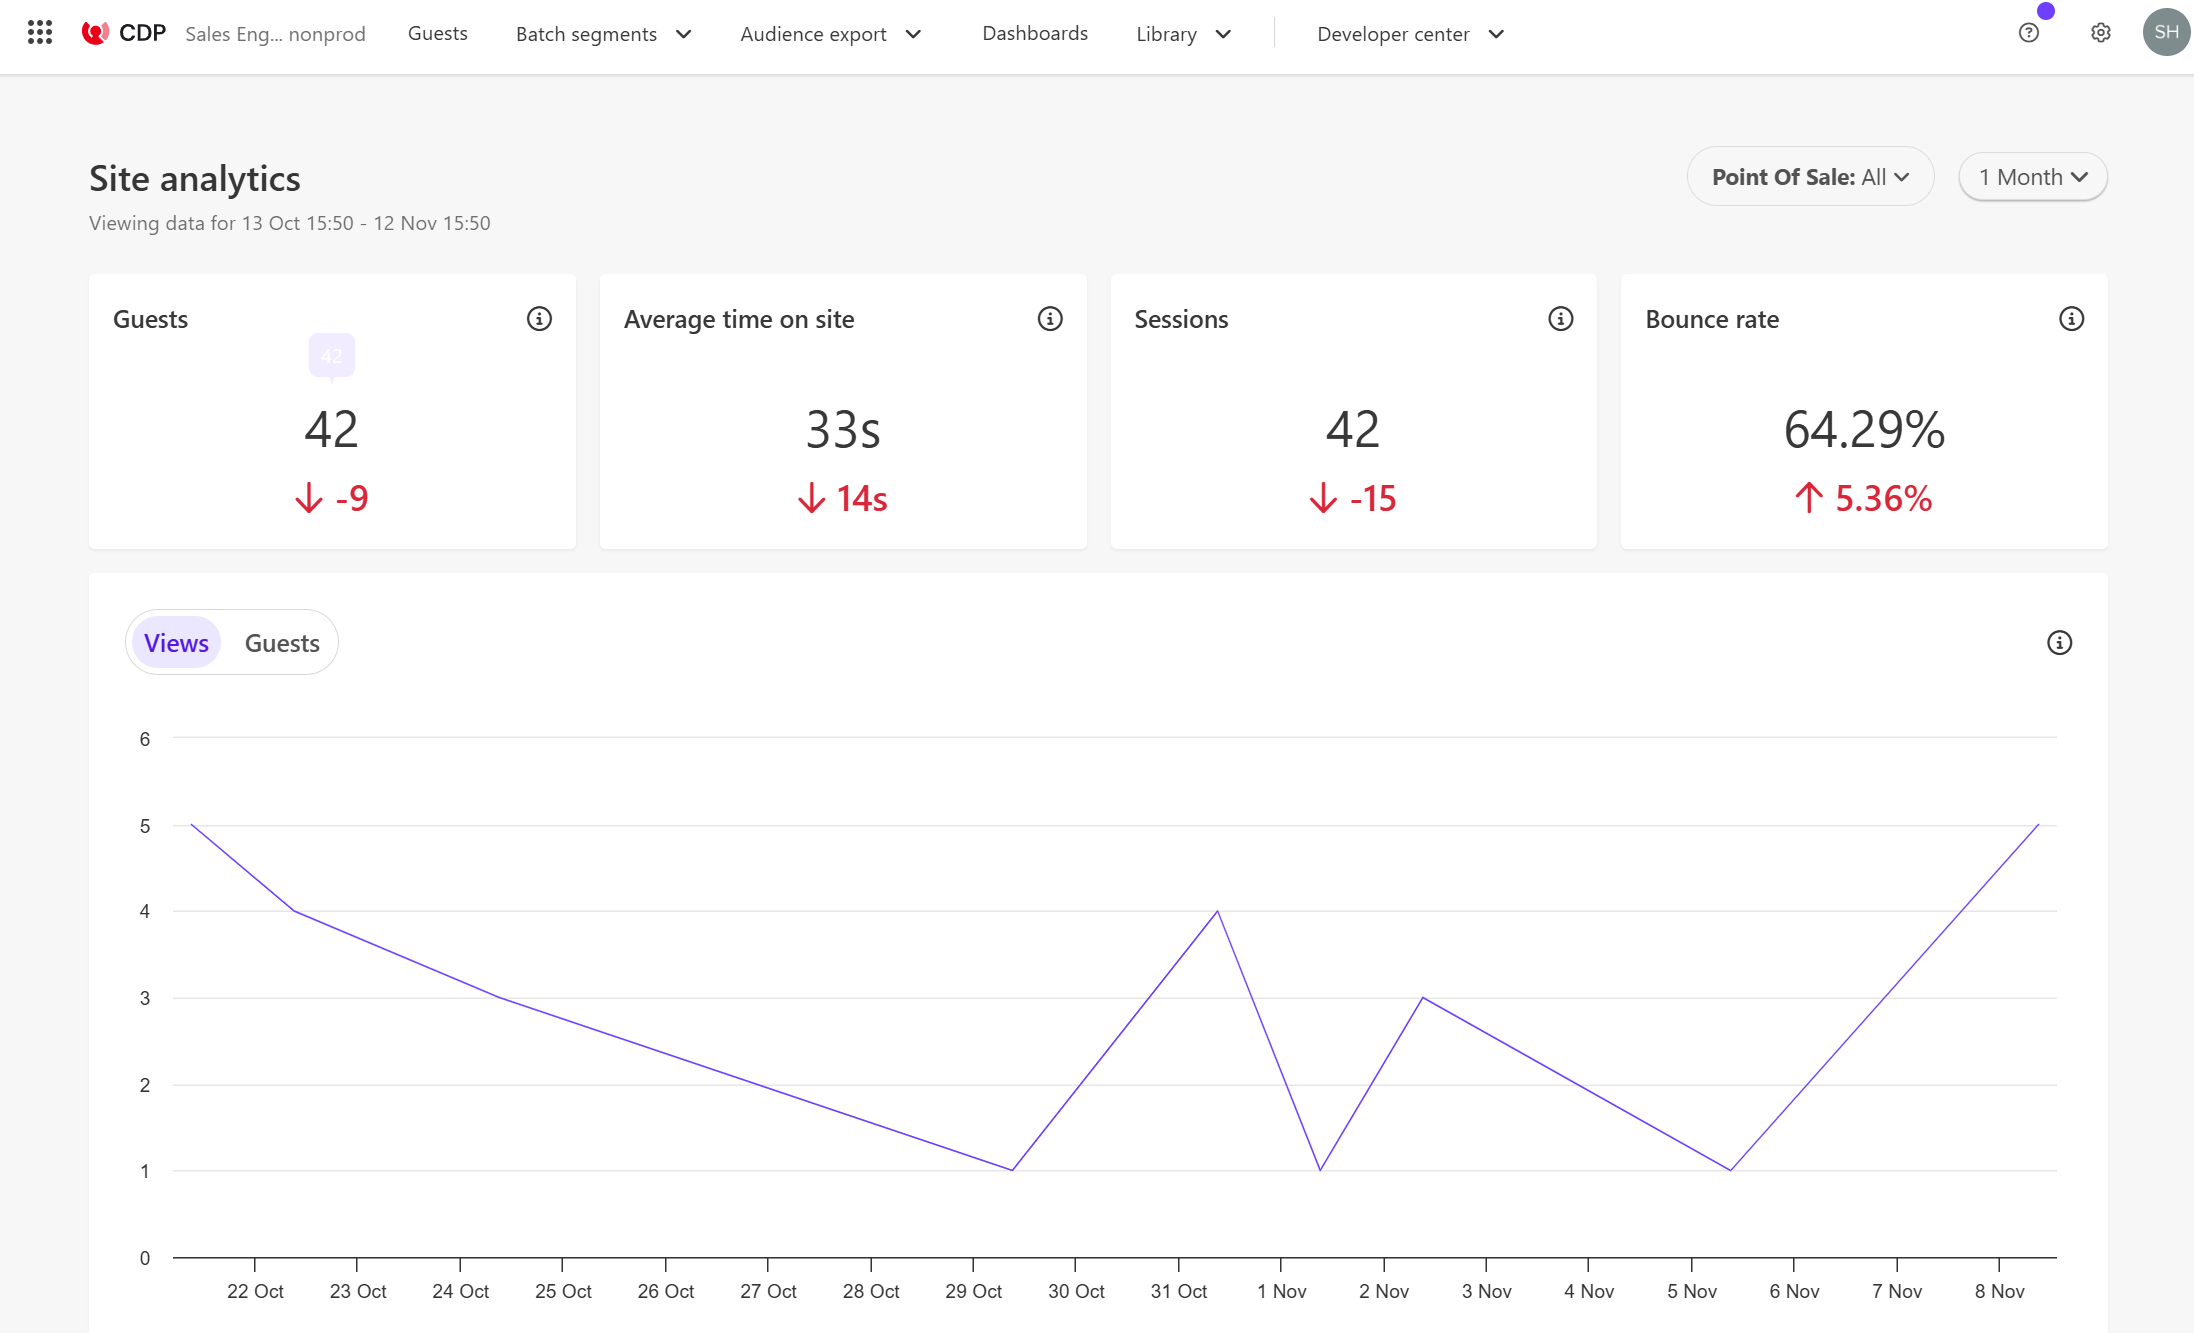 CDP Sales Eng... nonprod Guests Batch segments Audience export Dashboards Library Developer center SH
Site analytics
Point Of Sale: All 1 Month
Viewing data for 13 Oct 15:50 - 12 Nov 15:50
Guests Average time on site Sessions Bounce rate
42
42 33s 42 64.29%
-9 14s -15 5.36%
Views Guests
6
5
4
3
2
1
0
22 Oct 23 Oct 24 Oct 25 Oct 26 Oct 27 Oct 28 Oct 29 Oct 30 Oct 31 Oct 1 Nov 2 Nov 3 Nov 4 Nov 5 Nov 6 Nov 7 Nov 8 Nov